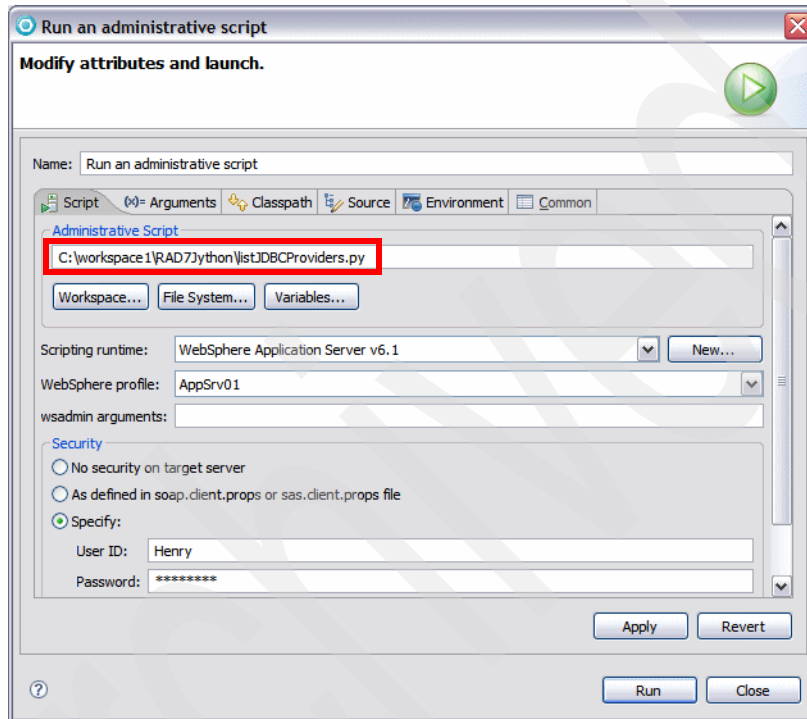 Run an administrative script
Modify attributes and launch.
Name: Run an administrative script
Script (x)= Arguments Classpath Source Environment Common
Administrative Script
C:\workspace1\RAD7Jython\listJDBCProviders.py
Workspace... File System... Variables...
Scripting runtime: WebSphere Application Server v6.1 New...
WebSphere profile: AppSrv01
wsadmin arguments:
Security
No security on target server
As defined in soap.client.props or sas.client.props file
Specify:
User ID: Henry
Password: ********
Apply Revert
? Run Close